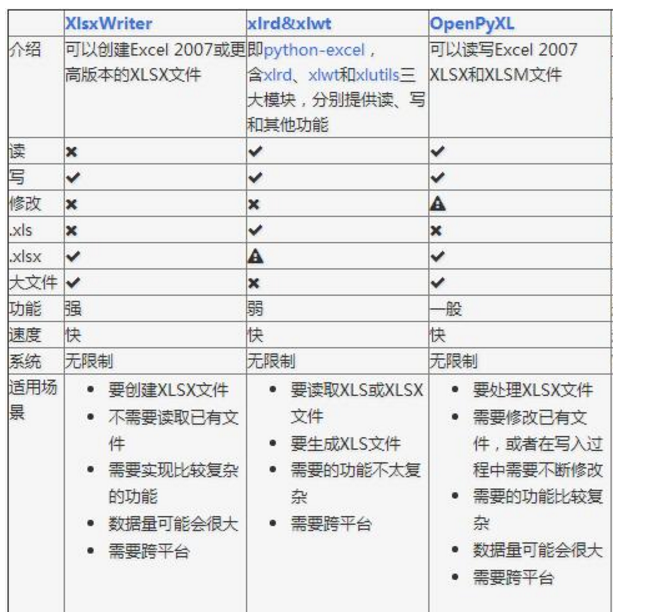 XlsxWriter xlrd&xlwt OpenPyXL
介绍 可以创建Excel 2007或更 即python-excel， 可以读写Excel 2007
高版本的XLSX文件 含xlrd、xlwt和xlutils三 XLSX和XLSM文件
大模块，分别提供读、写
和其他功能
读 ✖ ✔ ✔
写 ✔ ✔ ✔
修改 ✖ ✖ ⚠
.xls ✖ ✔ ✖
.xlsx ✔ ⚠ ✔
大文件 ✔ ✖ ✔
功能 强 弱 一般
速度 快 快 快
系统 无限制 无限制 无限制
适用场 • 要创建XLSX文件 • 要读取XLS或XLSX • 要处理XLSX文件
景 • 不需要读取已有文 文件 • 需要修改已有文
件 • 要生成XLS文件 件，或者在写入过
• 需要实现比较复杂 • 需要的功能不太复 程中需要不断修改
的功能 杂 • 需要的功能比较复
• 数据量可能会很大 • 需要跨平台 杂
• 需要跨平台 • 数据量可能会很大
• 需要跨平台